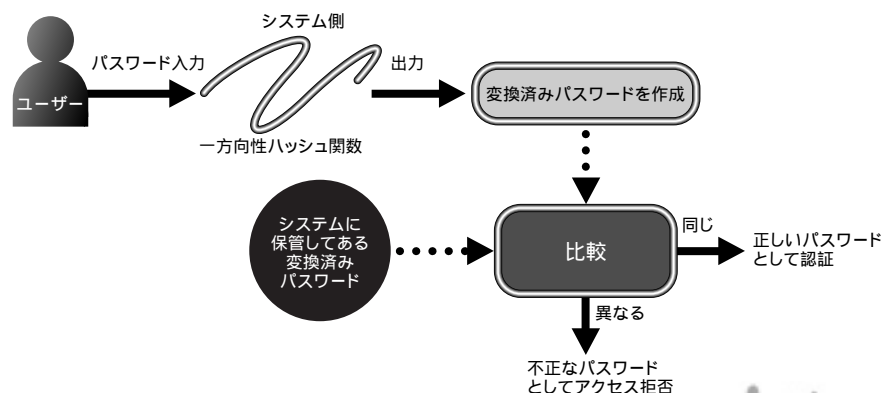 システム側
パスワード入力
出力
ユーザー
変換済みパスワードを作成
一方向性ハッシュ関数
システムに
保管してある
変換済み
パスワード
比較
同じ
正しいパスワード
として認証
異なる
不正なパスワード
としてアクセス拒否